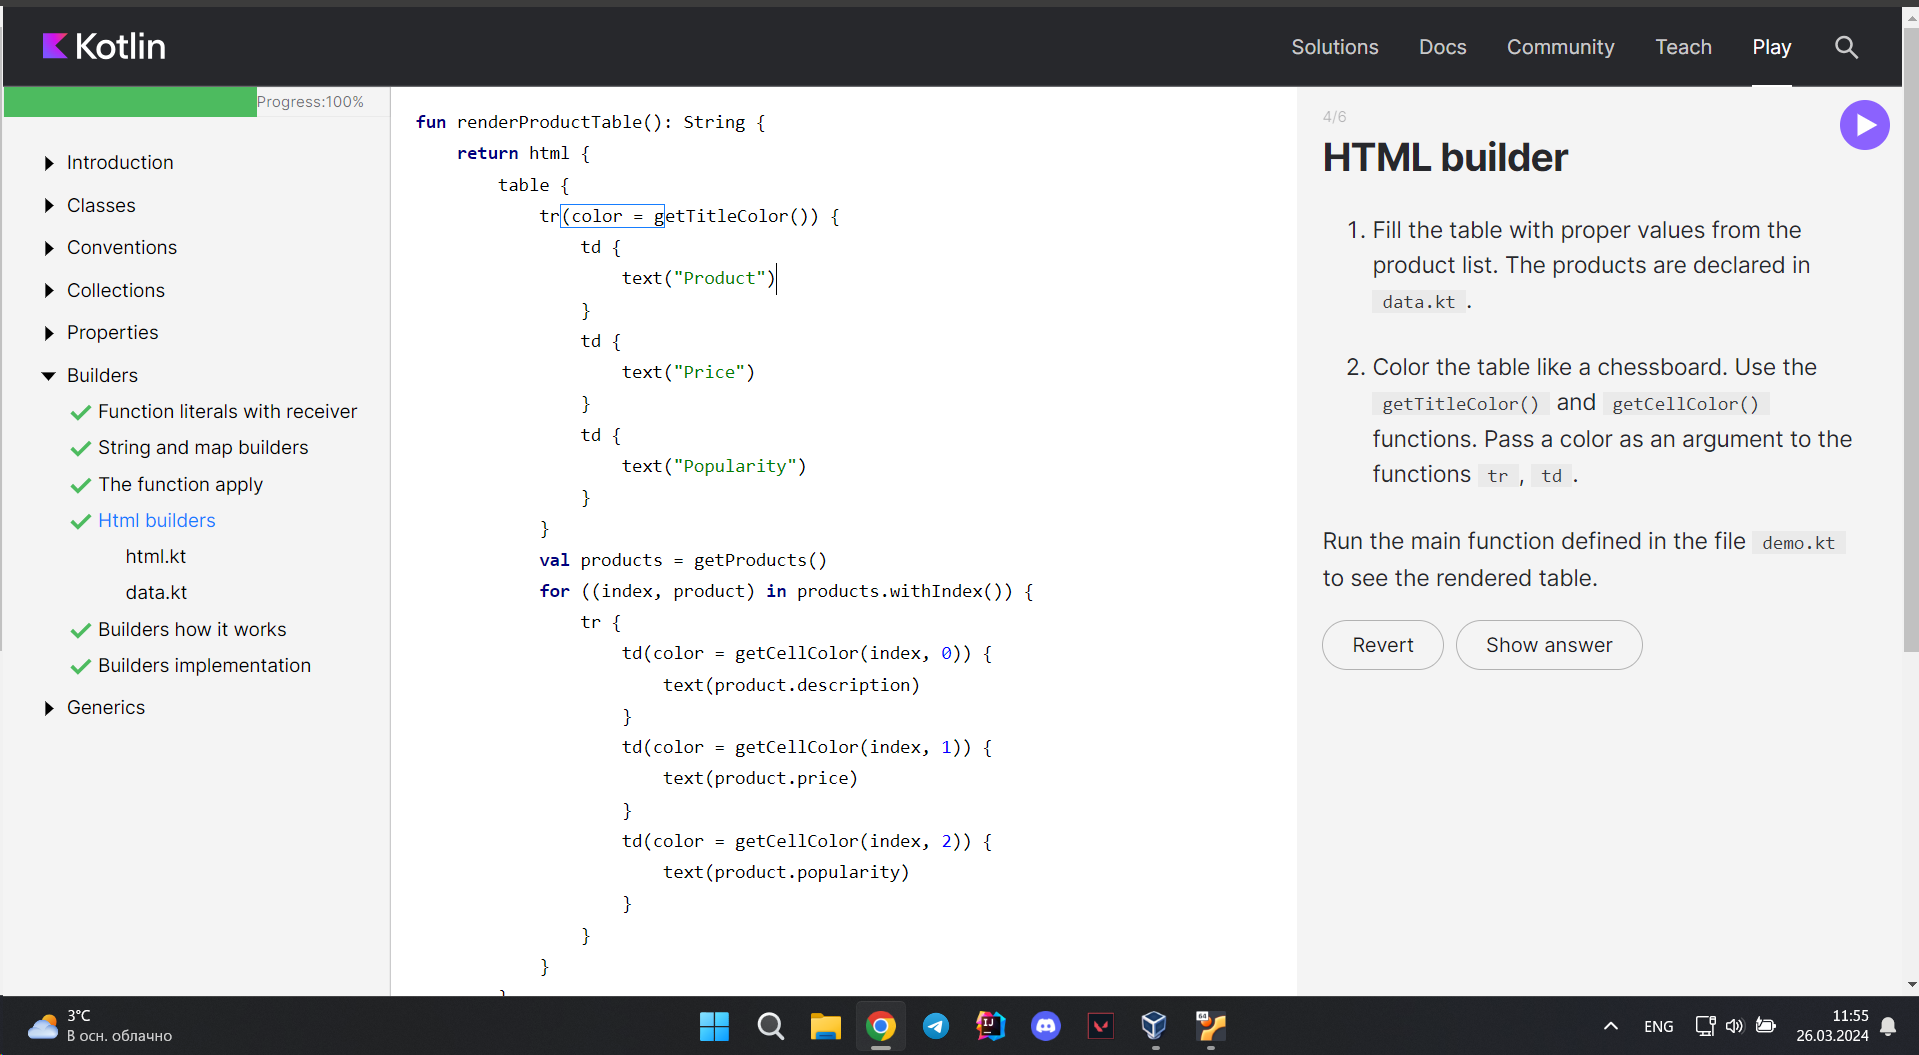 Kotlin
Solutions
Docs
Community
Teach
Play
Progress:100%
Introduction
Classes
Conventions
Collections
Properties
Builders
Function literals with receiver
String and map builders
The function apply
Html builders
html.kt
data.kt
Builders how it works
Builders implementation
Generics
fun renderProductTable(): String {
return html {
table {
tr(color = getTitleColor()) {
td {
text("Product")
}
td {
text("Price")
}
td {
text("Popularity")
}
}
val products = getProducts()
for ((index, product) in products.withIndex()) {
tr {
td(color = getCellColor(index, 0)) {
text(product.description)
}
td(color = getCellColor(index, 1)) {
text(product.price)
}
td(color = getCellColor(index, 2)) {
text(product.popularity)
}
}
}
4/6
HTML builder
1. Fill the table with proper values from the
product list. The products are declared in
data.kt .
2. Color the table like a chessboard. Use the
getTitleColor() and getCellColor()
functions. Pass a color as an argument to the
functions tr , td .
Run the main function defined in the file demo.kt
to see the rendered table.
Revert
Show answer
3°C
В осн. облачно
64
ENG
11:55
26.03.2024